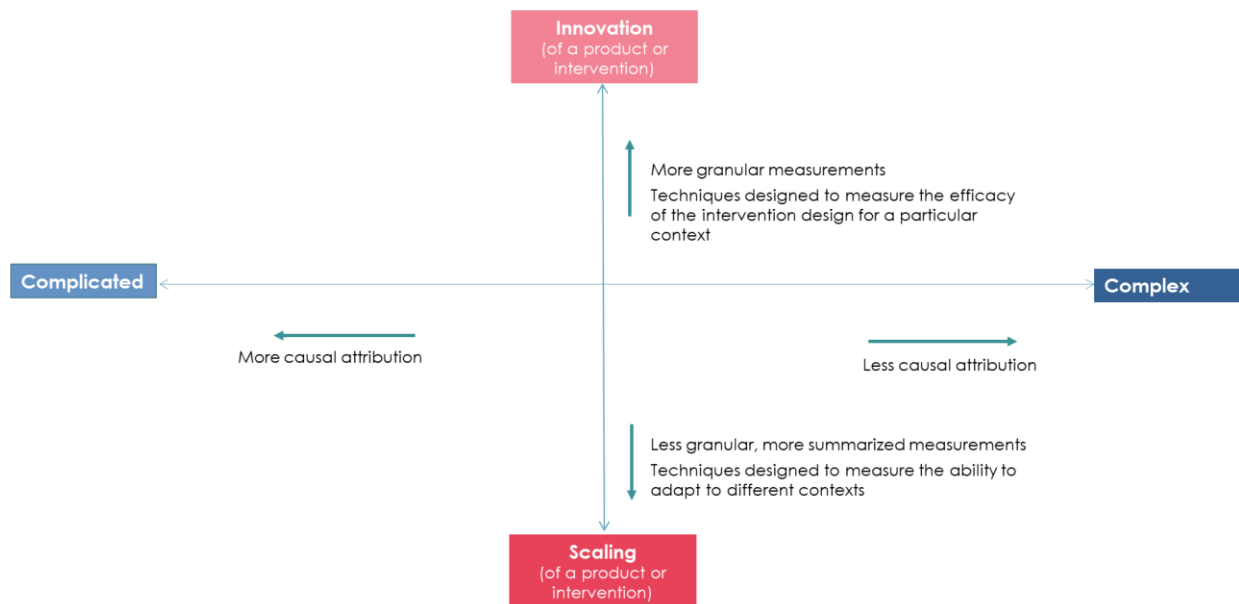 Innovation
(of a product or
intervention)
More granular measurements
Techniques designed to measure the efficacy
of the intervention design for a particular
context
Complicated
Complex
More causal attribution
Less causal attribution
Less granular, more summarized measurements
Techniques designed to measure the ability to
adapt to different contexts
Scaling
(of a product or
intervention)